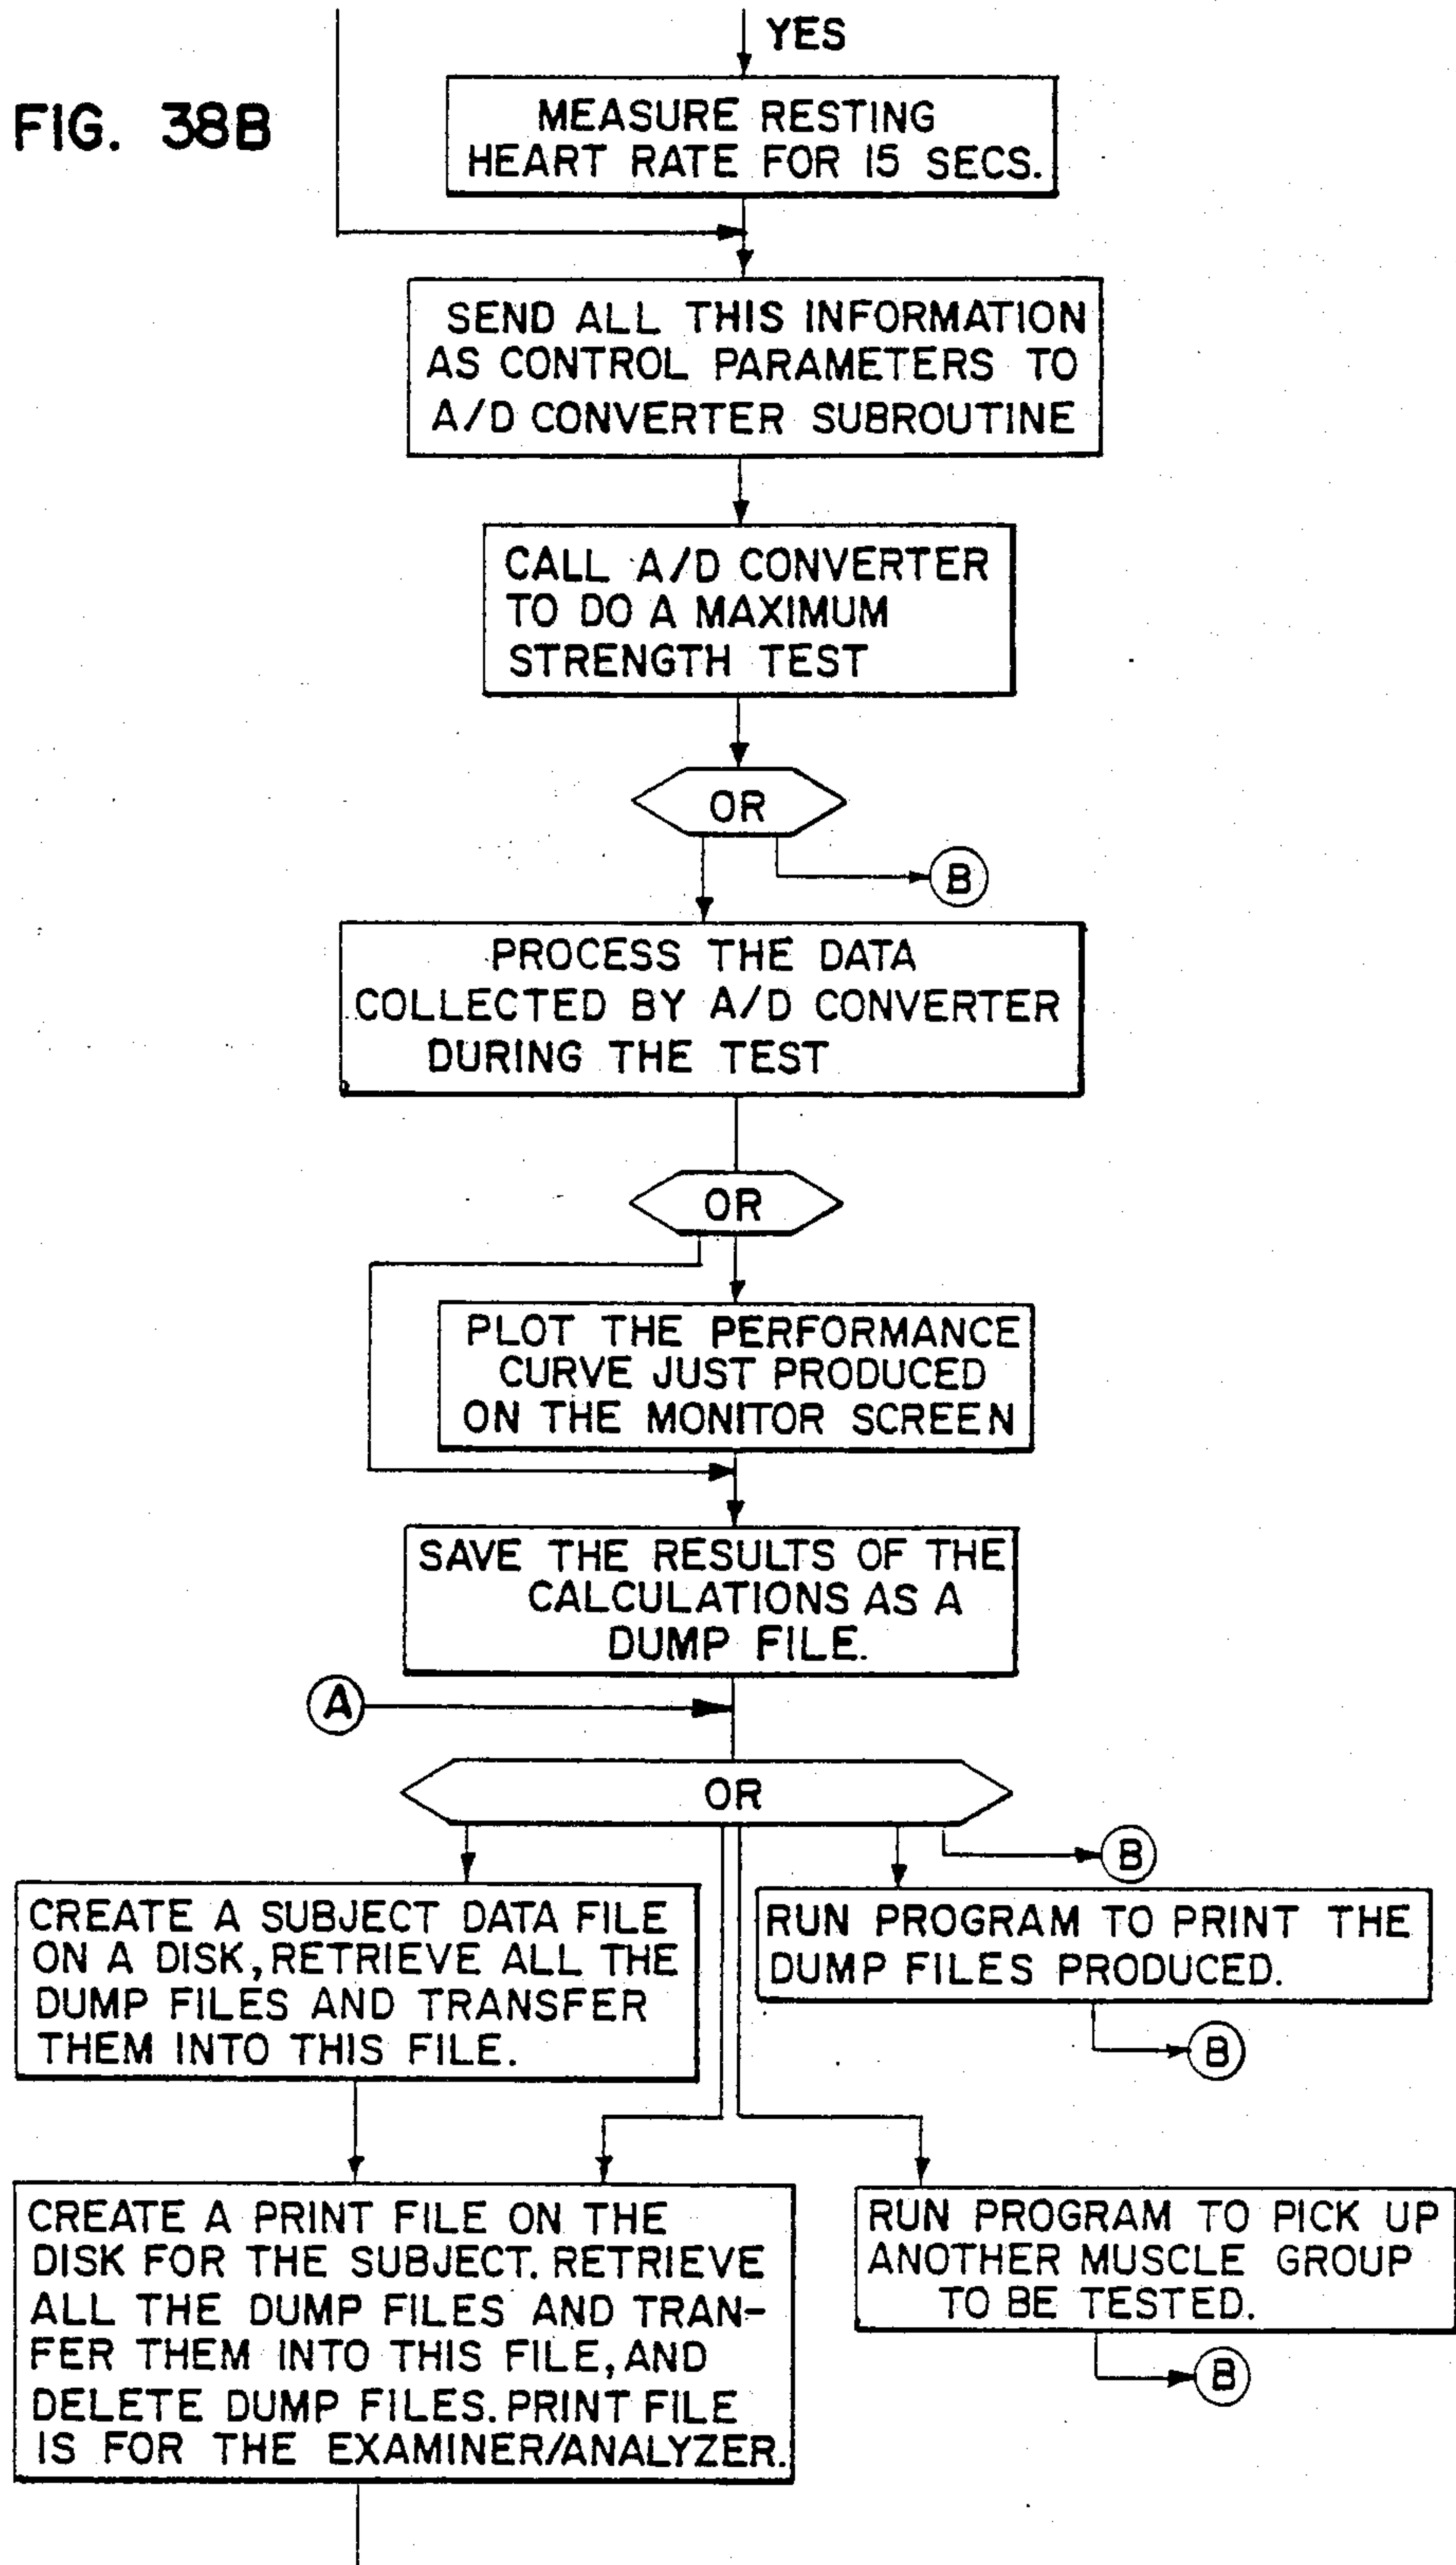 YES
FIG. 38B
MEASURE RESTING
HEART RATE FOR 15 SECS.
SEND ALL THIS INFORMATION
AS CONTROL PARAMETERS TO
A/D CONVERTER SUBROUTINE
CALL A/D CONVERTER
TO DO A MAXIMUM
STRENGTH TEST
OR
B
PROCESS THE DATA
COLLECTED BY A/D CONVERTER
DURING THE TEST
OR
PLOT THE PERFORMANCE
CURVE JUST PRODUCED
ON THE MONITOR SCREEN
SAVE THE RESULTS OF THE
CALCULATIONS AS A
DUMP FILE.
A
OR
B
CREATE A SUBJECT DATA FILE
ON A DISK, RETRIEVE ALL THE
DUMP FILES AND TRANSFER
THEM INTO THIS FILE.
RUN PROGRAM TO PRINT THE
DUMP FILES PRODUCED.
B
CREATE A PRINT FILE ON THE
DISK FOR THE SUBJECT. RETRIEVE
ALL THE DUMP FILES AND TRAN-
FER THEM INTO THIS FILE, AND
DELETE DUMP FILES. PRINT FILE
IS FOR THE EXAMINER/ANALYZER.
RUN PROGRAM TO PICK UP
ANOTHER MUSCLE GROUP
TO BE TESTED.
B